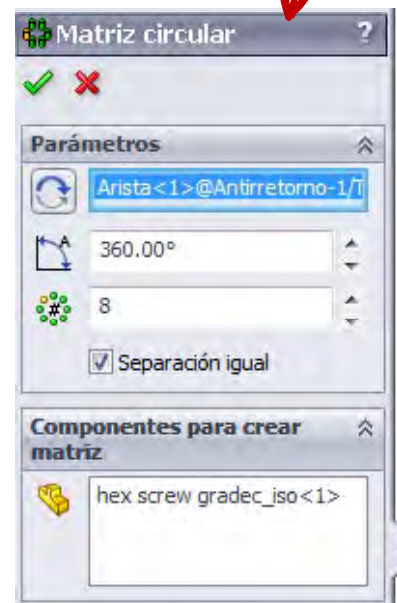 Matriz circular ?
Parámetros
Arista<1>@Antirretorno-1/T
A
360.00°
#
8
Separación igual
Componentes para crear
matriz
hex screw gradec_iso<1>